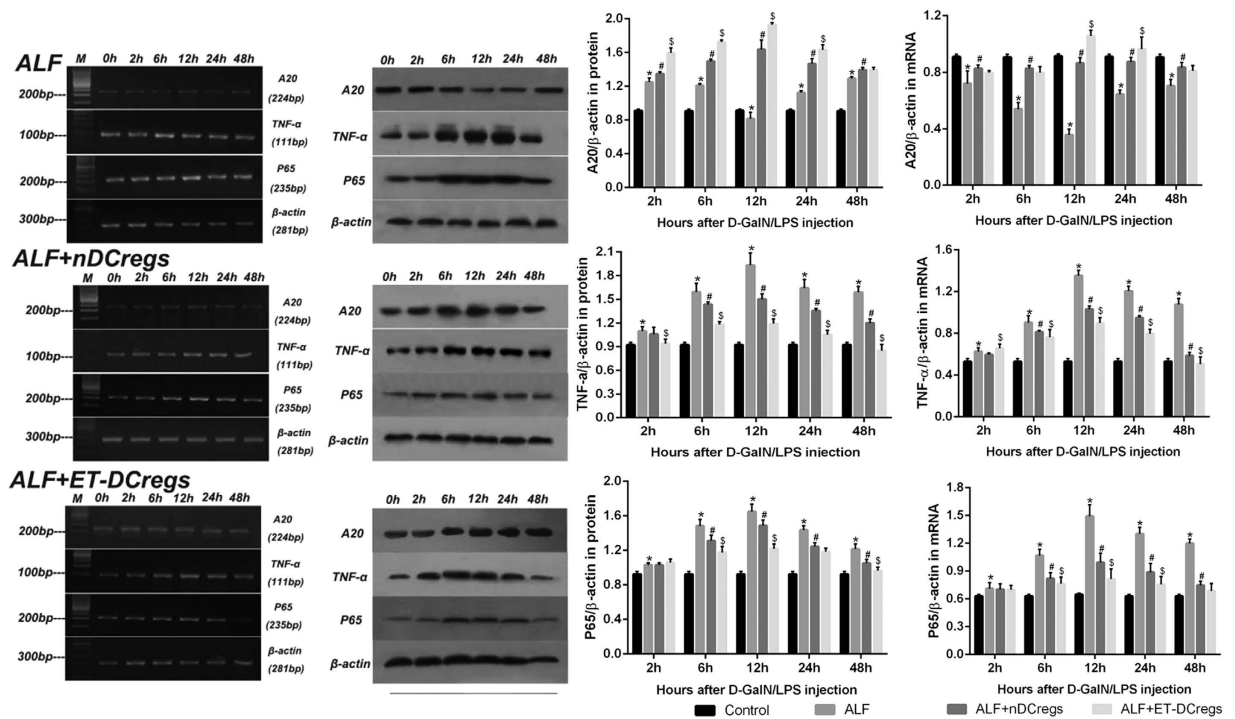 ALF
M 0h 2h 6h 12h 24h 48h
200bp---
A20
(224bp)
100bp---
TNF-α
(111bp)
200bp---
P65
(235bp)
300bp---
β-actin
(281bp)
0h 2h 6h 12h 24h 48h
A20
TNF-α
P65
β-actin
ALF+nDCregs
M 0h 2h 6h 12h 24h 48h
200bp---
A20
(224bp)
100bp---
TNF-α
(111bp)
200bp---
P65
(235bp)
300bp---
β-actin
(281bp)
0h 2h 6h 12h 24h 48h
A20
TNF-α
P65
β-actin
ALF+ET-DCregs
M 0h 2h 6h 12h 24h 48h
200bp---
A20
(224bp)
100bp---
TNF-α
(111bp)
200bp---
P65
(235bp)
300bp---
β-actin
(281bp)
0h 2h 6h 12h 24h 48h
A20
TNF-α
P65
β-actin
A20/β-actin in protein
2.0
1.6
1.2
0.8
0.4
0.0
* # $ * # $ * # $ * # $ * #
2h 6h 12h 24h 48h
Hours after D-GalN/LPS injection
A20/β-actin in mRNA
1.2
0.8
0.4
0.0
* # * # * # $ * # $ * #
2h 6h 12h 24h 48h
Hours after D-GalN/LPS injection
TNF-a/β-actin in protein
2.1
1.8
1.5
1.2
0.9
0.6
0.3
0.0
* $ * # $ * # $ * # $ * # $
2h 6h 12h 24h 48h
Hours after D-GalN/LPS injection
TNF-α/β-actin in mRNA
1.5
1.2
0.9
0.6
0.3
0.0
* $ * # $ * # $ * # $ * # $
2h 6h 12h 24h 48h
Hours after D-GalN/LPS injection
P65/β-actin in protein
2.0
1.6
1.2
0.8
0.4
0.0
* * # $ * # $ * # * # $
2h 6h 12h 24h 48h
Hours after D-GalN/LPS injection
P65/β-actin in mRNA
1.8
1.5
1.2
0.9
0.6
0.3
0.0
* * # $ * # $ * # $ * #
2h 6h 12h 24h 48h
Hours after D-GalN/LPS injection
Control ALF ALF+nDCregs ALF+ET-DCregs